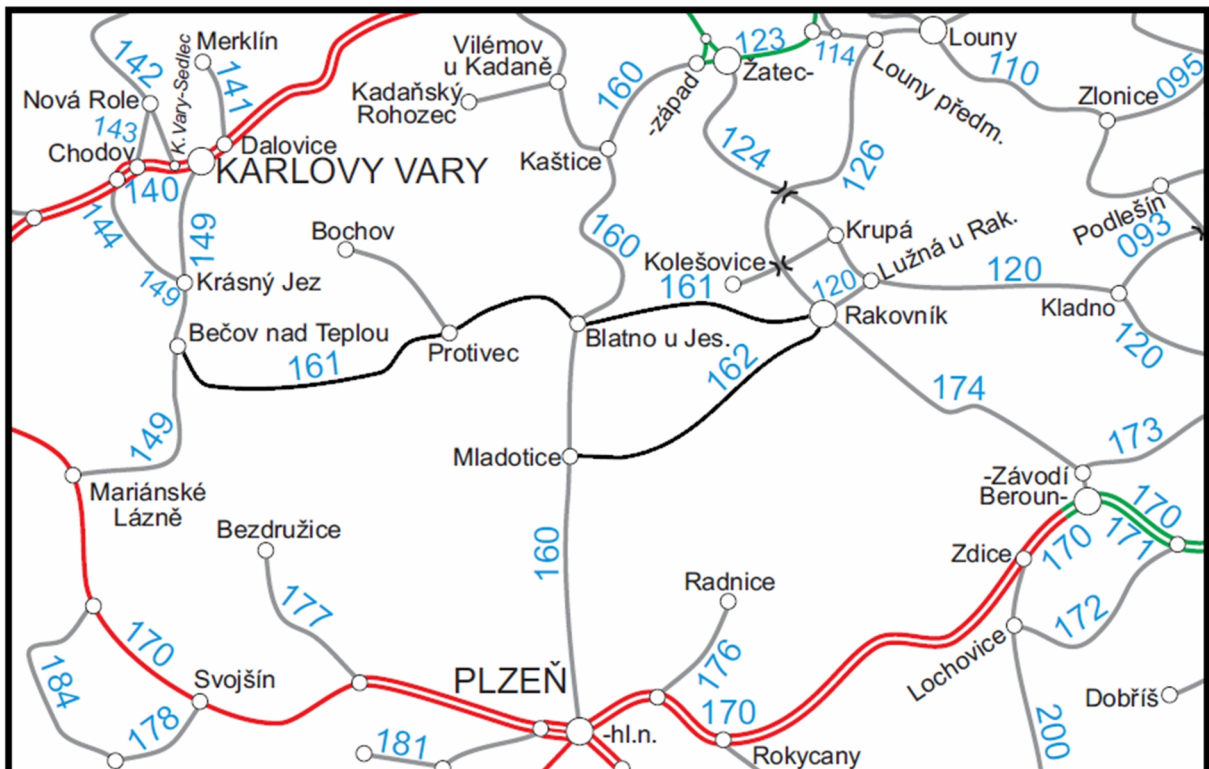 Merklín
142
K.Vary-Sedlec
141
Nová Role
143
Chodov
Dalovice
140
KARLOVY VARY
144
149
149
Krásný Jez
Bečov nad Teplou
161
149
Mariánské
Lázně
Vilémov
u Kadaně
Kadaňský
Rohozec
160
Kaštice
160
Bochov
Protivec
-západ
Žatec-
123
114
Louny
Louny předm.
110
095
Zlonice
124
126
Podlešín
093
Krupá
Lužná u Rak.
Kolešovice
120
120
161
Kladno
120
Rakovník
Blatno u Jes.
162
174
173
Mladotice
-Závodí
Beroun-
170
171
170
Zdice
172
Lochovice
Dobříš
200
Bezdružice
177
160
Radnice
176
170
Svojšín
184
178
PLZEŇ
-hl.n.
170
Rokycany
181